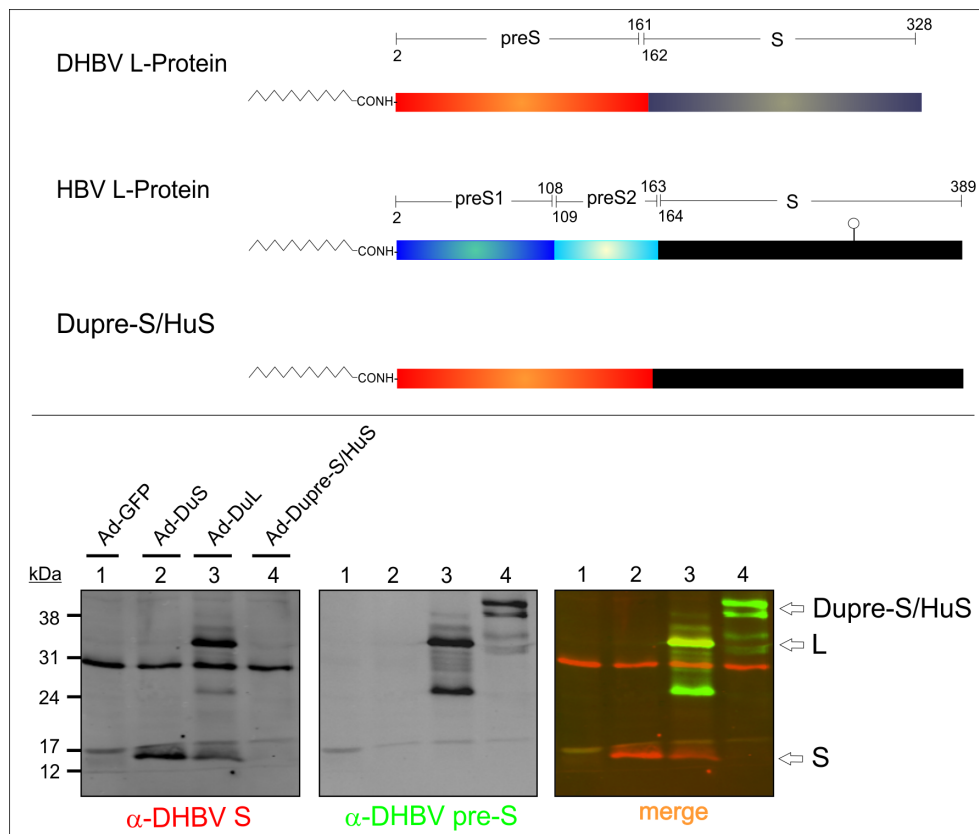 161 328
preS S
2 162
DHBV L-Protein
CONH
HBV L-Protein
108 163 389
preS1 preS2 S
2 109 164
CONH
Dupre-S/HuS
CONH
Ad-GFP Ad-DuS Ad-DuL Ad-Dupre-S/HuS
kDa 1 2 3 4 1 2 3 4 1 2 3 4
38 Dupre-S/HuS
31 L
24
17 S
12
α-DHBV S α-DHBV pre-S merge